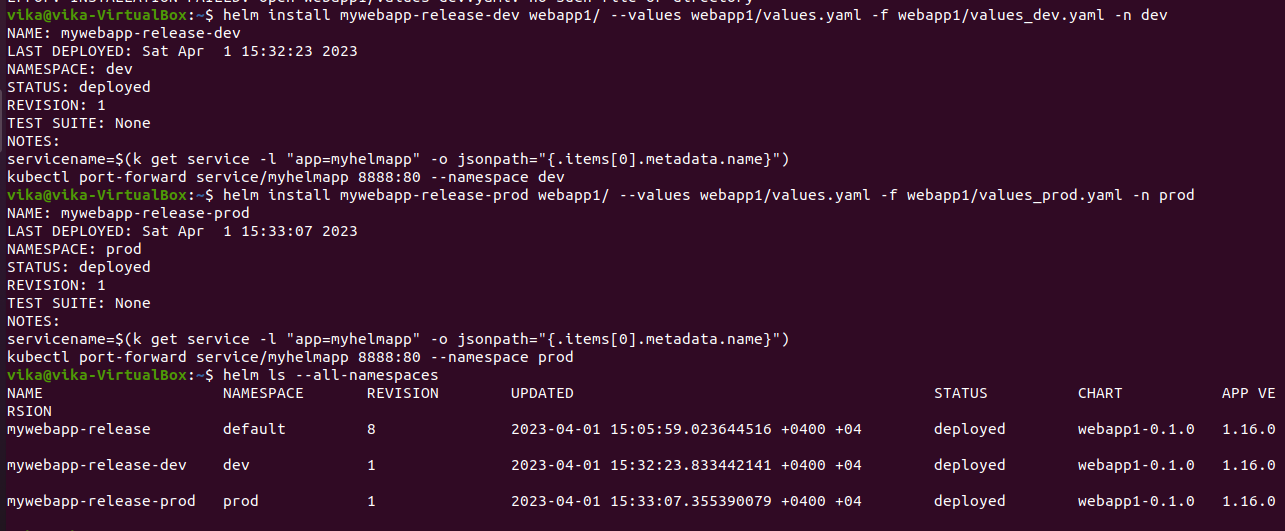 vika@vika-VirtualBox:~$ helm install mywebapp-release-dev webapp1/ --values webapp1/values.yaml -f webapp1/values_dev.yaml -n dev
NAME: mywebapp-release-dev
LAST DEPLOYED: Sat Apr  1 15:32:23 2023
NAMESPACE: dev
STATUS: deployed
REVISION: 1
TEST SUITE: None
NOTES:
servicename=$(k get service -l "app=myhelmapp" -o jsonpath="{.items[0].metadata.name}")
kubectl port-forward service/myhelmapp 8888:80 --namespace dev
vika@vika-VirtualBox:~$ helm install mywebapp-release-prod webapp1/ --values webapp1/values.yaml -f webapp1/values_prod.yaml -n prod
NAME: mywebapp-release-prod
LAST DEPLOYED: Sat Apr  1 15:33:07 2023
NAMESPACE: prod
STATUS: deployed
REVISION: 1
TEST SUITE: None
NOTES:
servicename=$(k get service -l "app=myhelmapp" -o jsonpath="{.items[0].metadata.name}")
kubectl port-forward service/myhelmapp 8888:80 --namespace prod
vika@vika-VirtualBox:~$ helm ls --all-namespaces
NAME                    NAMESPACE       REVISION        UPDATED                                 STATUS          CHART           APP VE
RSION
mywebapp-release        default         8               2023-04-01 15:05:59.023644516 +0400 +04        deployed        webapp1-0.1.0   1.16.0
mywebapp-release-dev    dev             1               2023-04-01 15:32:23.833442141 +0400 +04        deployed        webapp1-0.1.0   1.16.0
mywebapp-release-prod   prod            1               2023-04-01 15:33:07.355390079 +0400 +04        deployed        webapp1-0.1.0   1.16.0